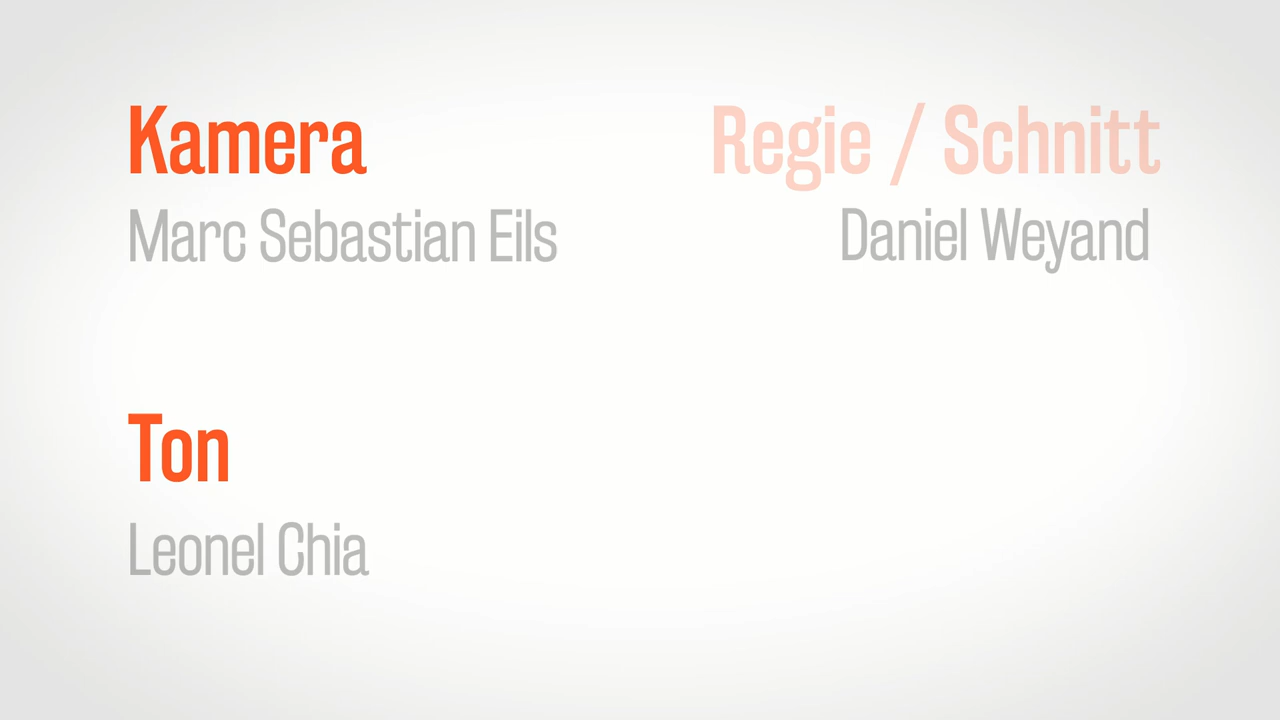 Kamera
Marc Sebastian Eils
Regie / Schnitt
Daniel Weyand
Ton
Leonel Chia